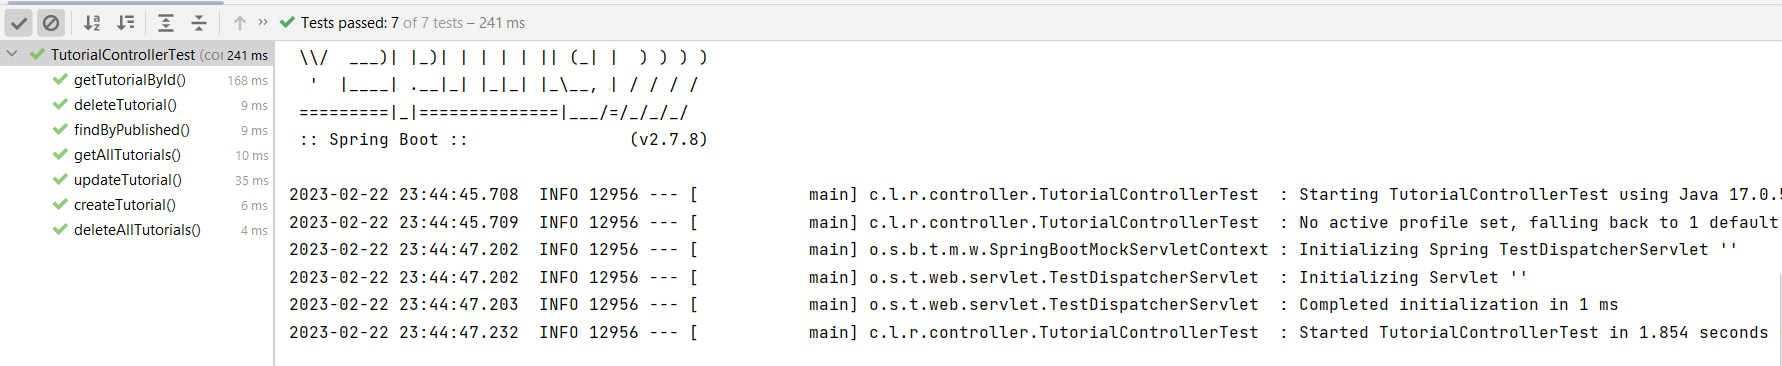 Tests passed: 7 of 7 tests – 241 ms
TutorialControllerTest (co 241 ms
getTutorialById() 168 ms
deleteTutorial() 9 ms
findByPublished() 9 ms
getAllTutorials() 10 ms
updateTutorial() 35 ms
createTutorial() 6 ms
deleteAllTutorials() 4 ms
\\/  ___)| |_)| | | | | || (_| |  ) ) ) )
'  |____| .__|_| |_|_| |_\__, | / / / /
=========|_|==============|___/=/_/_/_/
:: Spring Boot ::                (v2.7.8)
2023-02-22 23:44:45.708  INFO 12956 --- [           main] c.l.r.controller.TutorialControllerTest  : Starting TutorialControllerTest using Java 17.0.5
2023-02-22 23:44:45.709  INFO 12956 --- [           main] c.l.r.controller.TutorialControllerTest  : No active profile set, falling back to 1 default
2023-02-22 23:44:47.202  INFO 12956 --- [           main] o.s.b.t.m.w.SpringBootMockServletContext : Initializing Spring TestDispatcherServlet ''
2023-02-22 23:44:47.202  INFO 12956 --- [           main] o.s.t.web.servlet.TestDispatcherServlet  : Initializing Servlet ''
2023-02-22 23:44:47.203  INFO 12956 --- [           main] o.s.t.web.servlet.TestDispatcherServlet  : Completed initialization in 1 ms
2023-02-22 23:44:47.232  INFO 12956 --- [           main] c.l.r.controller.TutorialControllerTest  : Started TutorialControllerTest in 1.854 seconds